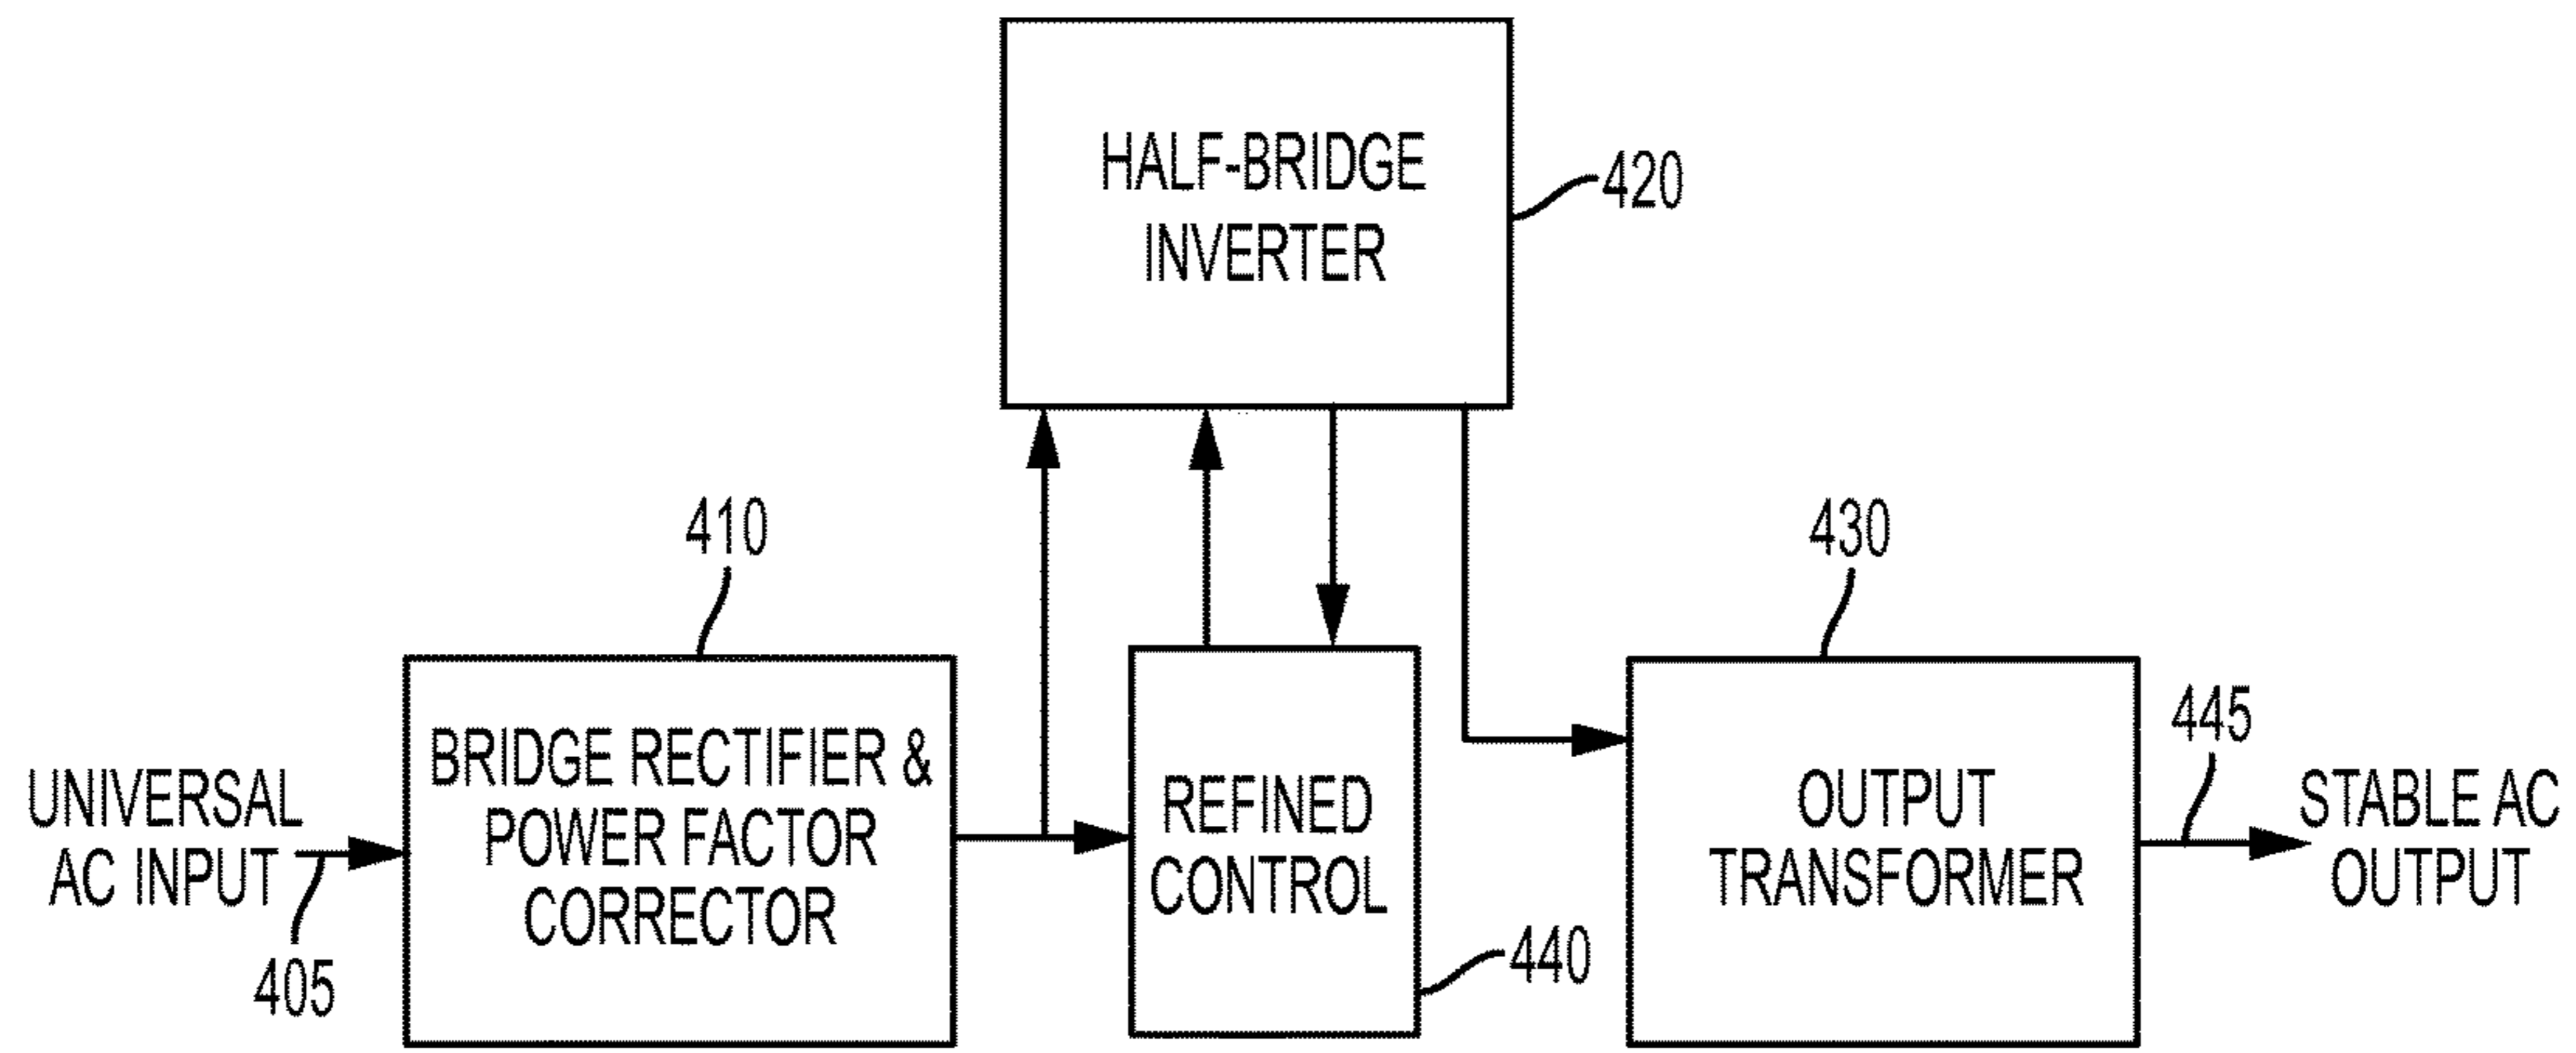 HALF-BRIDGE
INVERTER
420
410
430
445
UNIVERSAL
AC INPUT
405
BRIDGE RECTIFIER &
POWER FACTOR
CORRECTOR
REFINED
CONTROL
440
OUTPUT
TRANSFORMER
STABLE AC
OUTPUT